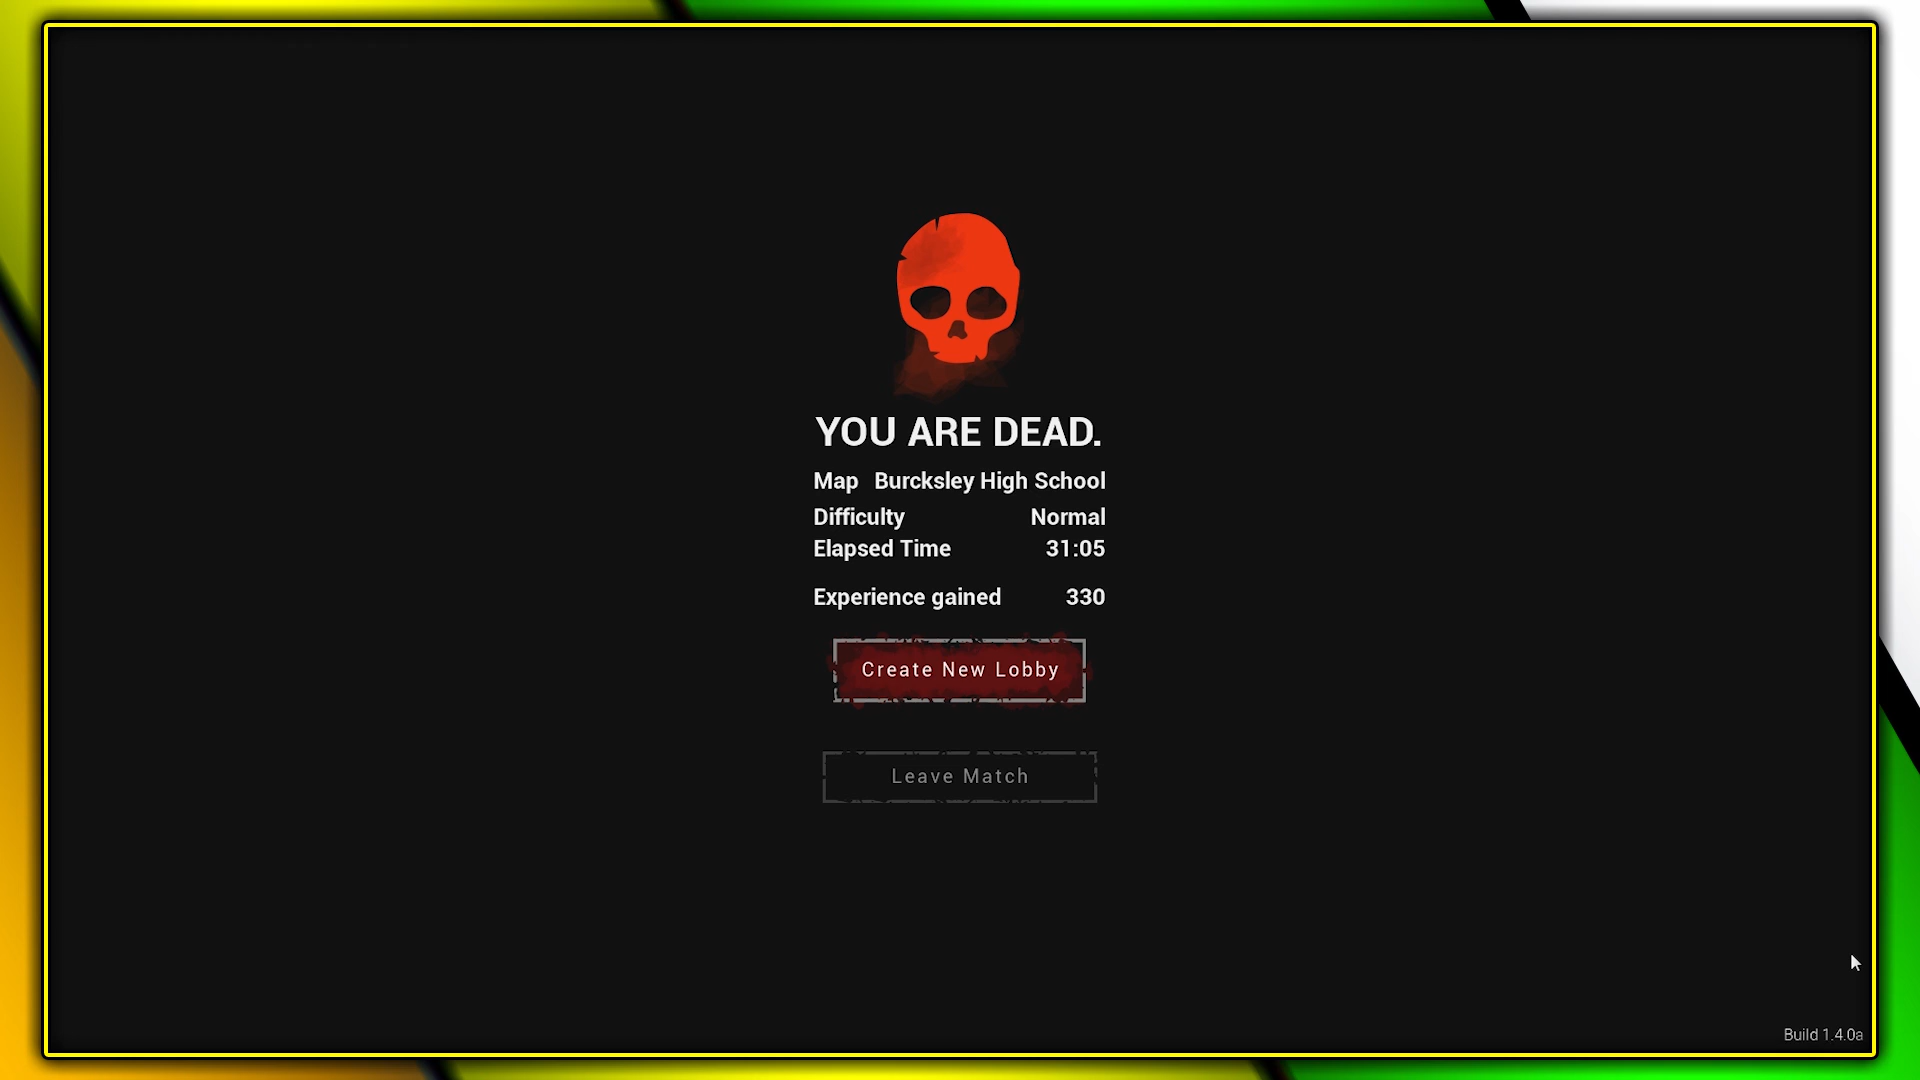 YOU ARE DEAD.
Map Burcksley High School
Difficulty Normal
Elapsed Time 31:05
Experience gained 330
Create New Lobby
Leave Match
Build 1.4.0a